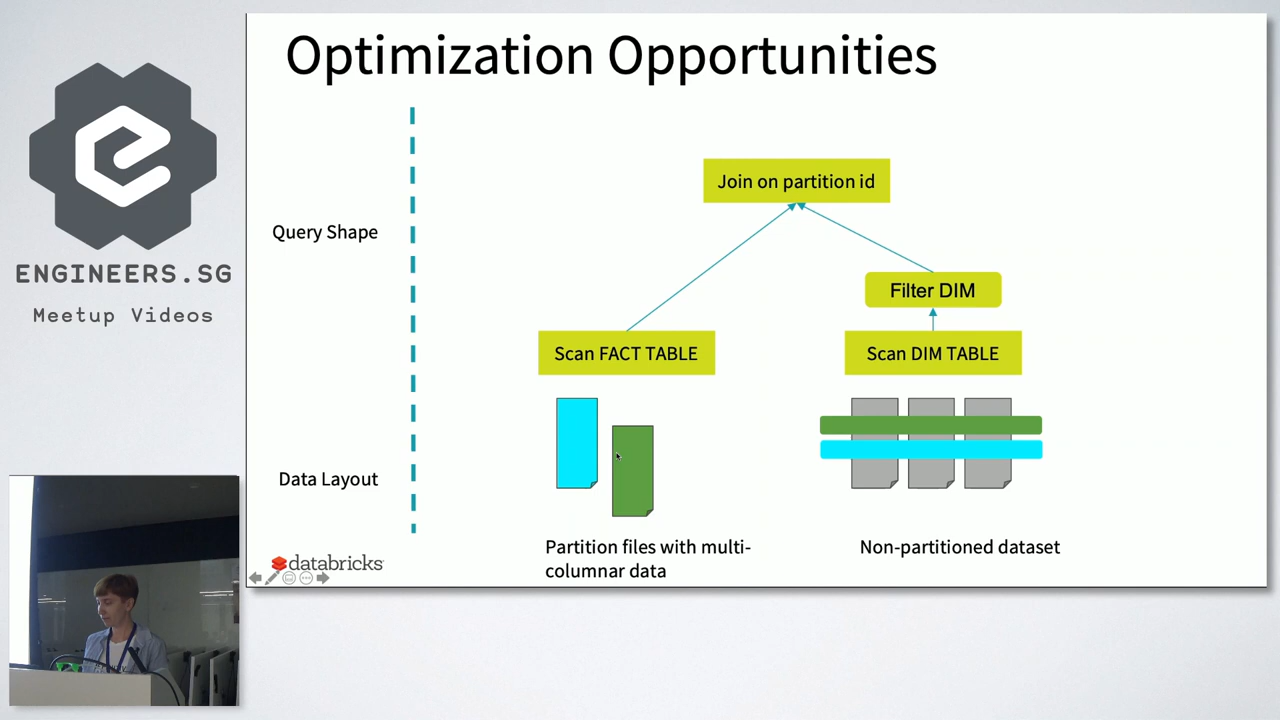 Optimization Opportunities
ENGINEERS.SG
Meetup Videos
Join on partition id
Query Shape
Filter DIM
Scan FACT TABLE
Scan DIM TABLE
Data Layout
Partition files with multi-
columnar data
Non-partitioned dataset
databricks